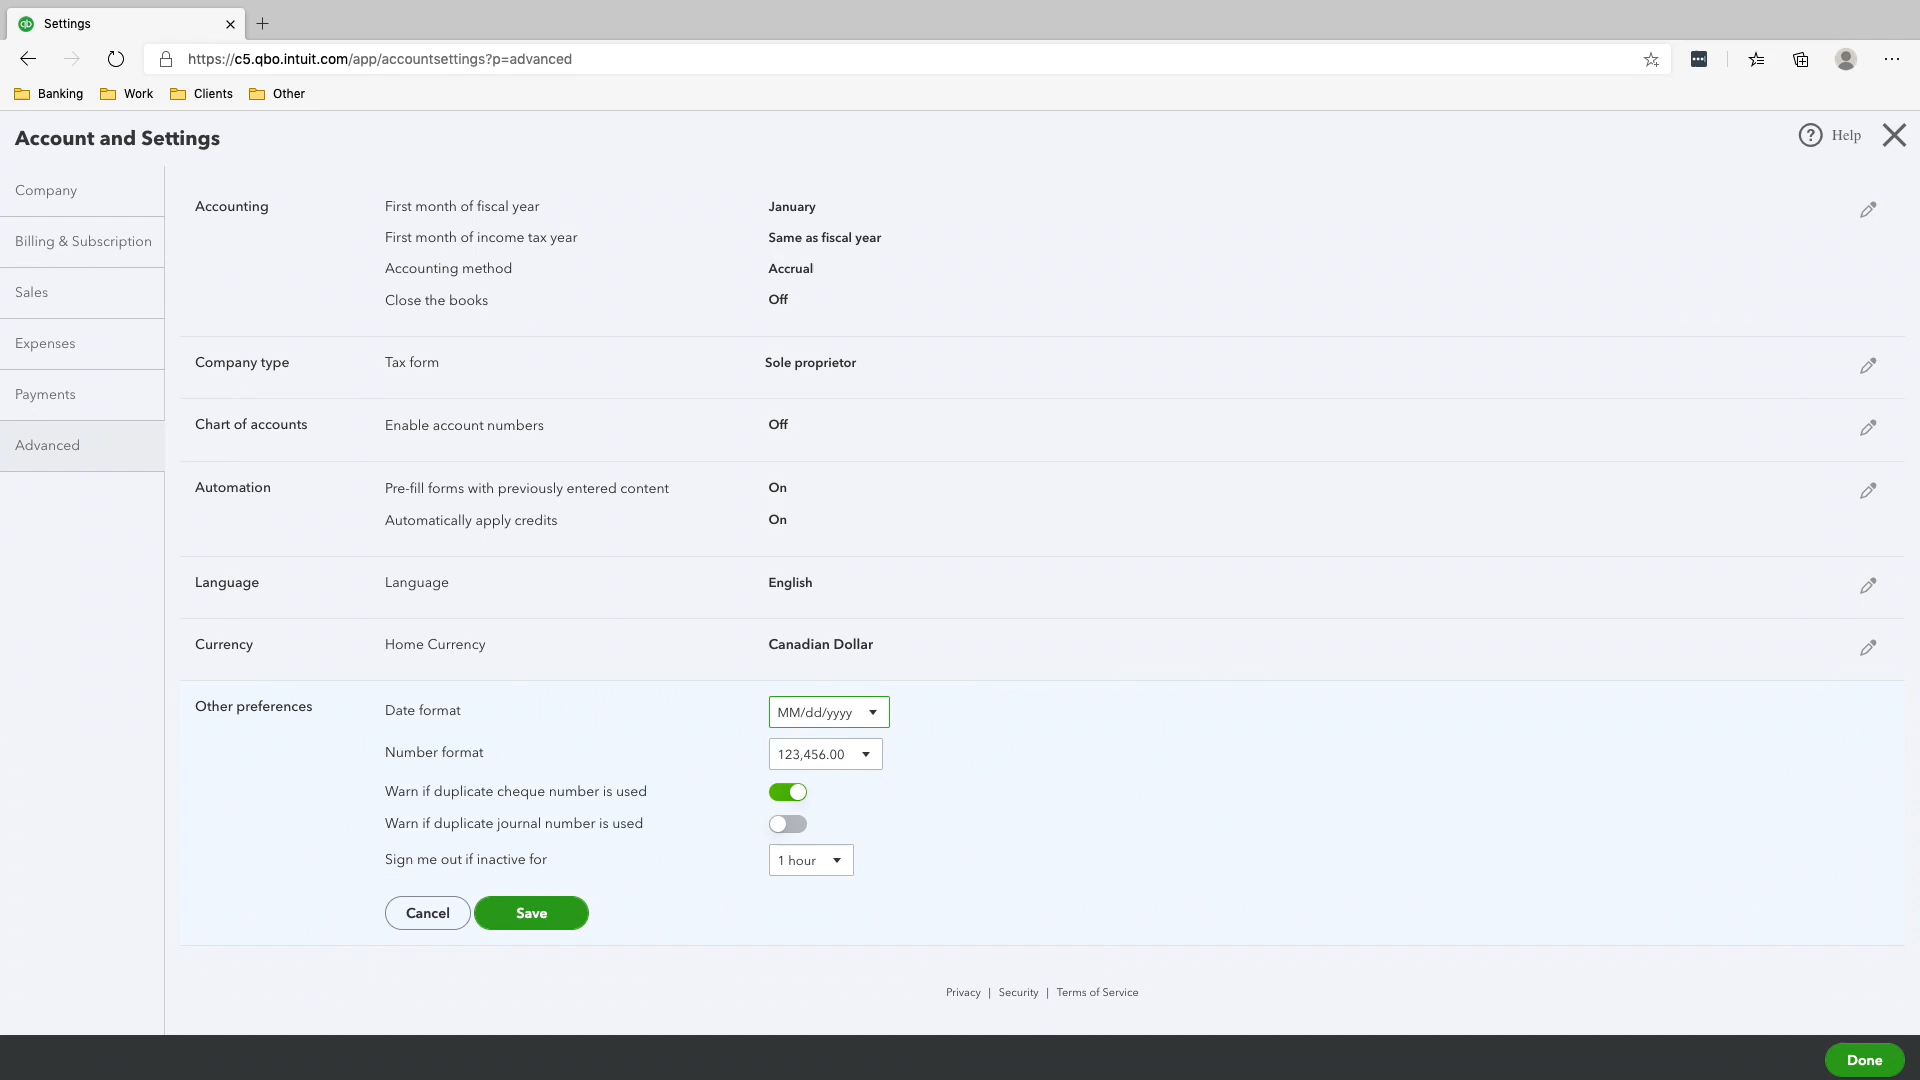 Settings
https://c5.qbo.intuit.com/app/accountsettings?p=advanced
Banking Work Clients Other
Account and Settings
Help
Company
Billing & Subscription
Sales
Expenses
Payments
Advanced
Accounting First month of fiscal year January
First month of income tax year Same as fiscal year
Accounting method Accrual
Close the books Off
Company type Tax form Sole proprietor
Chart of accounts Enable account numbers Off
Automation Pre-fill forms with previously entered content On
Automatically apply credits On
Language Language English
Currency Home Currency Canadian Dollar
Other preferences Date format MM/dd/yyyy
Number format 123,456.00
Warn if duplicate cheque number is used
Warn if duplicate journal number is used
Sign me out if inactive for 1 hour
Cancel Save
Privacy | Security | Terms of Service
Done